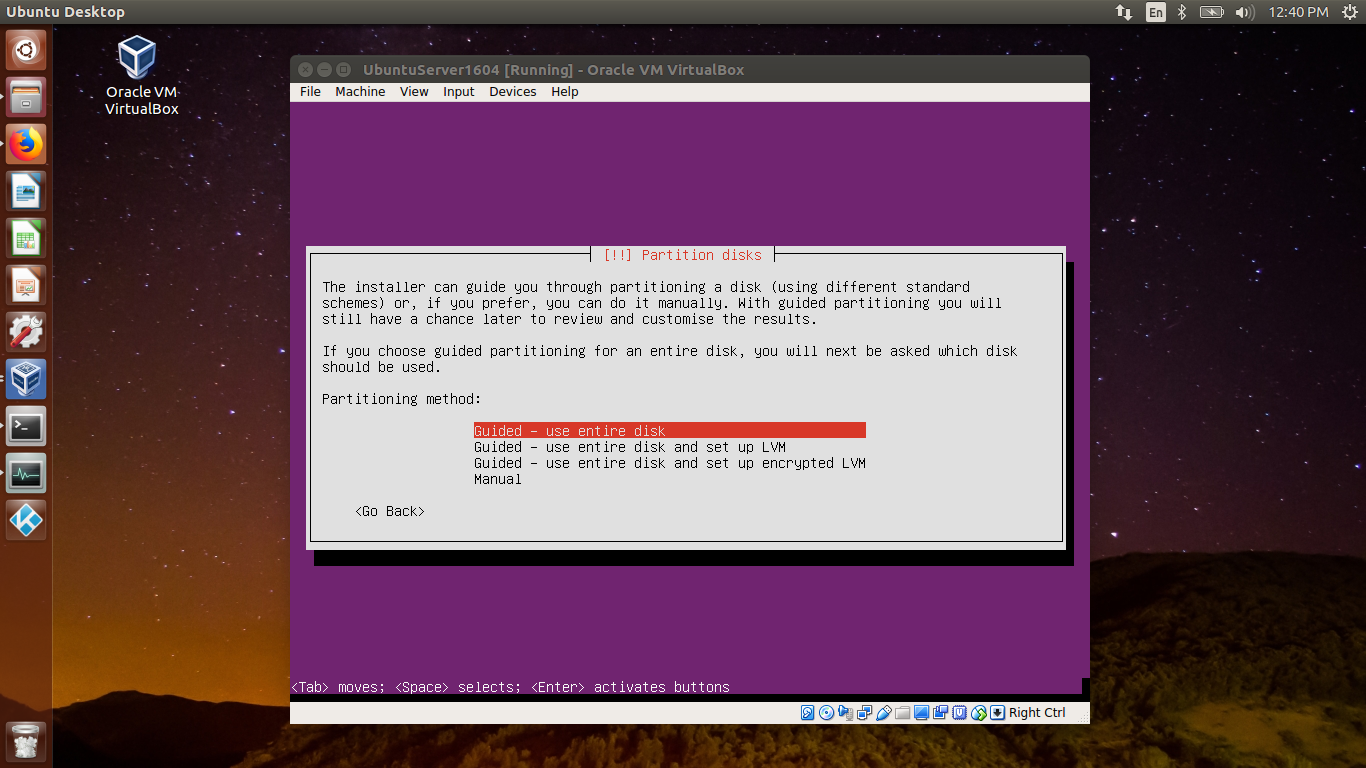 Ubuntu Desktop
En
12:40 PM
Oracle VM
VirtualBox
UbuntuServer1604 [Running] - Oracle VM VirtualBox
File Machine View Input Devices Help
[!!] Partition disks
The installer can guide you through partitioning a disk (using different standard
schemes) or, if you prefer, you can do it manually. With guided partitioning you will
still have a chance later to review and customise the results.
If you choose guided partitioning for an entire disk, you will next be asked which disk
should be used.
Partitioning method:
Guided - use entire disk
Guided - use entire disk and set up LVM
Guided - use entire disk and set up encrypted LVM
Manual
<Go Back>
<Tab> moves; <Space> selects; <Enter> activates buttons
Right Ctrl